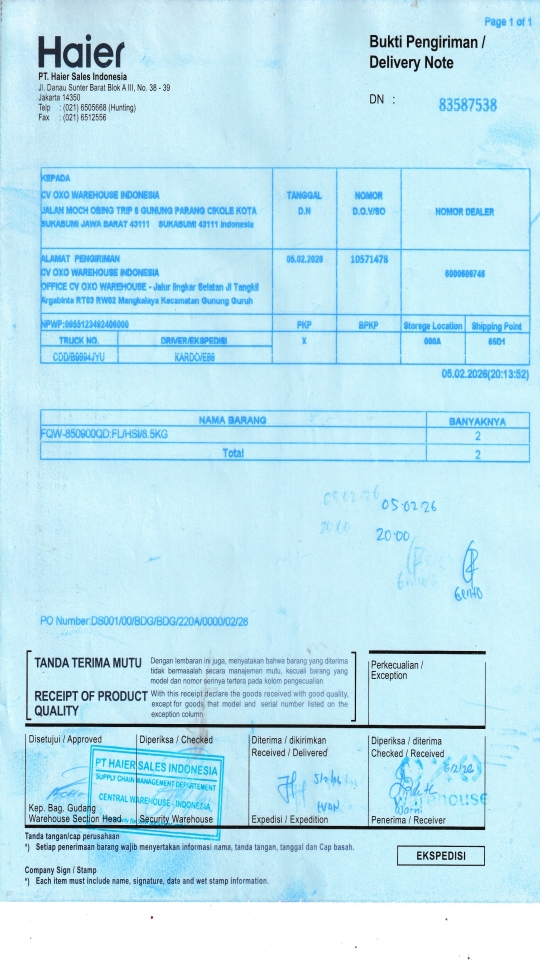 Page 1 of 1
Haier
PT. Haier Sales Indonesia
Jl. Danau Sunter Barat Blok A III, No. 38 - 39
Jakarta 14350
Telp : (021) 6505668 (Hunting)
Fax : (021) 6512556
Bukti Pengiriman /
Delivery Note
DN : 83587538
KEPADA
CV OXO WAREHOUSE INDONESIA
JALAN MOCH OBING TRIP 6 GUNUNG PARANG CIKOLE KOTA
SUKABUMI JAWA BARAT 43111 SUKABUMI 43111 Indonesia
TANGGAL
D.N
NOMOR
D.O.V/SO
NOMOR DEALER
ALAMAT PENGIRIMAN
CV OXO WAREHOUSE INDONESIA
OFFICE CV OXO WAREHOUSE - Jalur lingkar Selatan Jl Tangkil
Argabinta RT03 RW02 Mangkalaya Kecamatan Gunung Guruh
05.02.2026
10571478
PKP
BPKP
Storage Location
Shipping Point
TRUCK NO.
DRIVER/EKSPEDISI
X
000A
CDD/B9894JYU
05.02.2026(20:13:52)
NAMA BARANG
BANYAKNYA
FQW-850900QD:FL/HSI/8.5KG
2
Total
2
05-02-26
20:00
PO Number:DS001/00/BDG/BDG/220A/0000/02/26
TANDA TERIMA MUTU
Dengan lembaran ini juga, menyatakan bahwa barang yang diterima
tidak bermasalah secara manajemen mutu, kecuali barang yang
model dan nomor serinya tertera pada kolom pengecualian
RECEIPT OF PRODUCT
QUALITY
With this receipt declare the goods received with good quality,
except for goods that model and serial number listed on the
exception column
Perkecualian /
Exception
Disetujui / Approved
Diperiksa / Checked
Diterima / dikirimkan
Received / Delivered
Diperiksa / diterima
Checked / Received
PT HAIER SALES INDONESIA
SUPPLY CHAIN MANAGEMENT DEPARTEMENT
CENTRAL WAREHOUSE - INDONESIA
Kep. Bag. Gudang
Warehouse Section Head
Security Warehouse
Expedisi / Expedition
Warehouse
Penerima / Receiver
Tanda tangan/cap perusahaan
*) Setiap penerimaan barang wajib menyertakan informasi nama, tanda tangan, tanggal dan Cap basah.
EKSPEDISI
Company Sign / Stamp
*) Each item must include name, signature, date and wet stamp information.